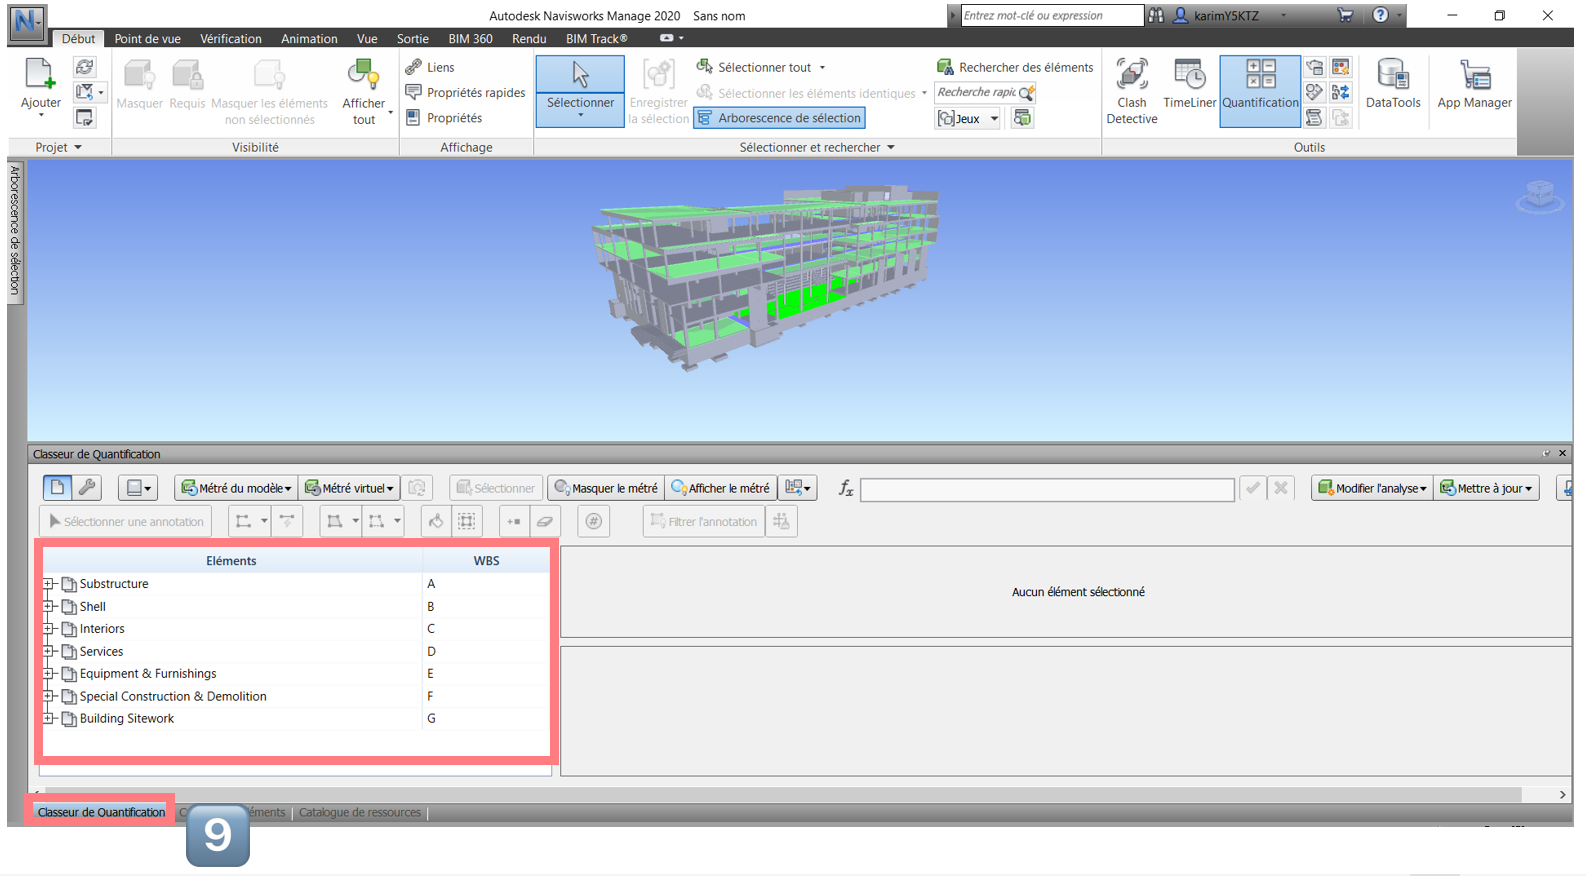 Autodesk Navisworks Manage 2020 Sans nom
Entrez mot-clé ou expression
karimY5KTZ
Début Point de vue Vérification Animation Vue Sortie BIM 360 Rendu BIM Track®
Ajouter
Projet
Masquer Requis Masquer les éléments
non sélectionnés
Afficher
tout
Visibilité
Liens
Propriétés rapides
Propriétés
Affichage
Sélectionner
Enregistrer
la sélection
Sélectionner tout
Sélectionner les éléments identiques
Arborescence de sélection
Rechercher des éléments
Recherche rapic
Jeux
Sélectionner et rechercher
Clash
Detective
TimeLiner
Quantification
DataTools
App Manager
Outils
Arborescence de sélection
Classeur de Quantification
Métré du modèle
Métré virtuel
Sélectionner
Masquer le métré
Afficher le métré
fx
Modifier l'analyse
Mettre à jour
Sélectionner une annotation
Filtrer l'annotation
Eléments WBS
Substructure A
Shell B
Interiors C
Services D
Equipment & Furnishings E
Special Construction & Demolition F
Building Sitework G
Aucun élément sélectionné
Classeur de Quantification
Catalogue de ressources
9